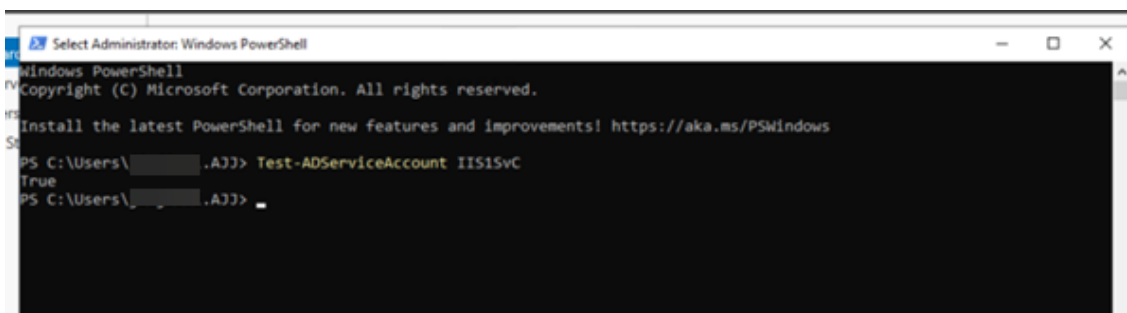 Select Administrator: Windows PowerShell
Windows PowerShell
Copyright (C) Microsoft Corporation. All rights reserved.
Install the latest PowerShell for new features and improvements! https://aka.ms/PSWindows
PS C:\Users\ .AJJ> Test-ADServiceAccount IIS1SvC
True
PS C:\Users\ .AJJ>